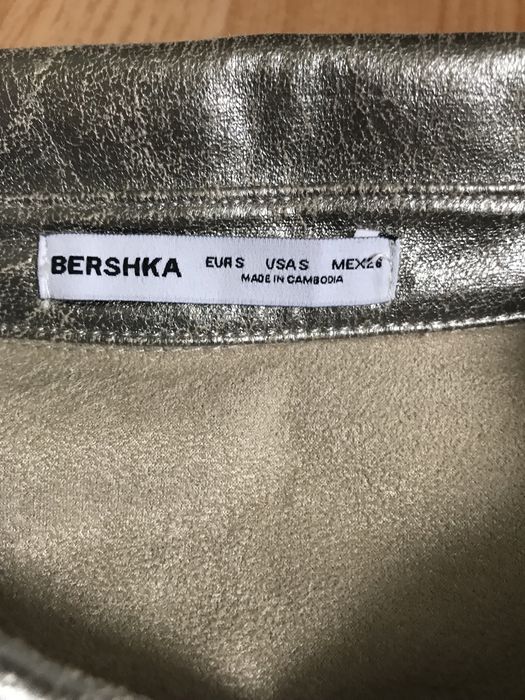 BERSHKA
EUR S USA S MEX 26
MADE IN CAMBODIA